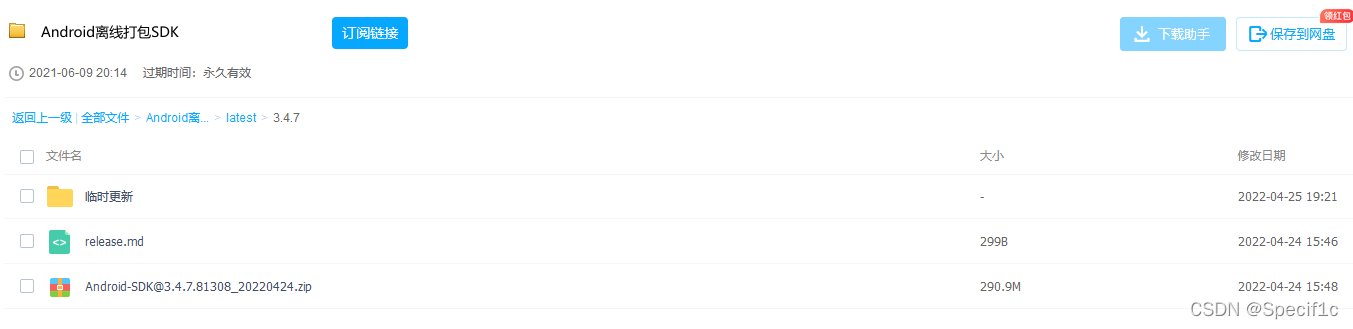 领红包
Android离线打包SDK 订阅链接 下载助手 保存到网盘
2021-06-09 20:14 过期时间：永久有效
返回上一级 | 全部文件 > Android离... > latest > 3.4.7
文件名 大小 修改日期
临时更新 - 2022-04-25 19:21
<> release.md 299B 2022-04-24 15:46
Android-SDK@3.4.7.81308_20220424.zip 290.9M 2022-04-24 15:48
CSDN @Specif1c